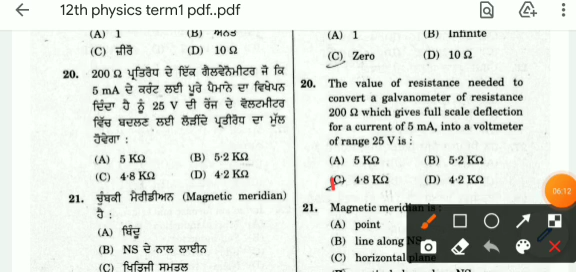 12th physics term1 pdf..pdf
(A) 1
(C) ਜ਼ੀਰੋ
(D) 10 Ω
20. 200 Ω ਪ੍ਰਤਿਰੋਧ ਦੇ ਇੱਕ ਗੈਲਵੇਨੋਮੀਟਰ ਜੋ ਕਿ
5 mA ਦੇ ਕਰੰਟ ਲਈ ਪੂਰੇ ਪੈਮਾਨੇ ਦਾ ਵਿਖੇਪਨ
ਦਿੰਦਾ ਹੈ ਨੂੰ 25 V ਦੀ ਰੇਂਜ ਦੇ ਵੋਲਟਮੀਟਰ
ਵਿੱਚ ਬਦਲਣ ਲਈ ਲੋੜੀਂਦੇ ਪ੍ਰਤੀਰੋਧ ਦਾ ਮੁੱਲ
ਹੋਵੇਗਾ :
(A) 5 KΩ
(B) 5·2 KΩ
(C) 4·8 KΩ
(D) 4·2 KΩ
21. ਚੁੰਬਕੀ ਮੈਰੀਡੀਅਨ (Magnetic meridian)
ਹੈ :
(A) ਬਿੰਦੂ
(B) NS ਦੇ ਨਾਲ ਲਾਈਨ
(C) ਖਿਤਿਜੀ ਸਮਤਲ
(A) 1
(B) Infinite
(C) Zero
(D) 10 Ω
20. The value of resistance needed to
convert a galvanometer of resistance
200 Ω which gives full scale deflection
for a current of 5 mA, into a voltmeter
of range 25 V is :
(A) 5 KΩ
(B) 5·2 KΩ
(C) 4·8 KΩ
(D) 4·2 KΩ
21. Magnetic meridian is :
(A) point
(B) line along NS
(C) horizontal plane
06:12